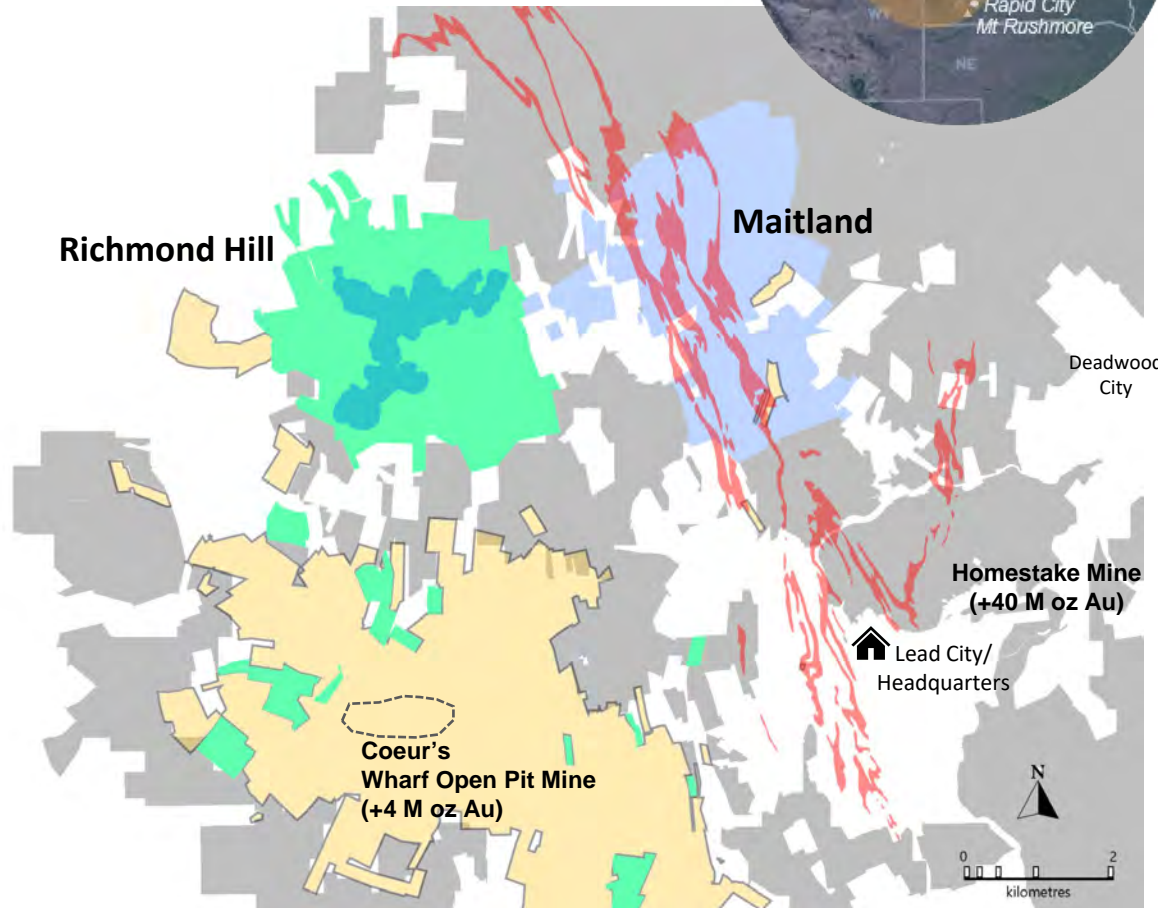 Rapid City
Mt Rushmore
WY
NE
Richmond Hill
Maitland
Deadwood
City
Homestake Mine
(+40 M oz Au)
Lead City/
Headquarters
Coeur's
Wharf Open Pit Mine
(+4 M oz Au)
N
0
2
kilometres